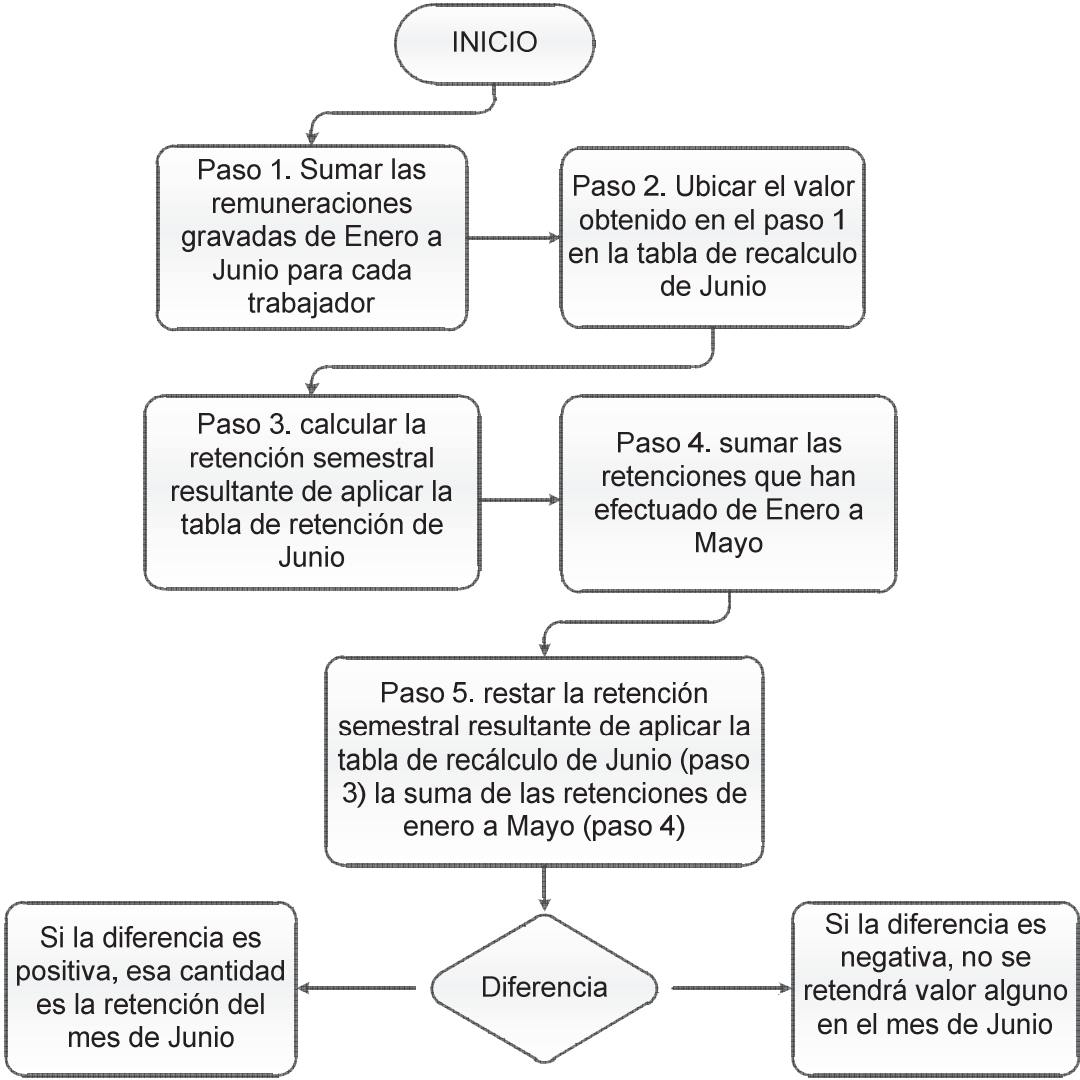 INICIO
Paso 1. Sumar las
remuneraciones
gravadas de Enero a
Junio para cada
trabajador
Paso 2. Ubicar el valor
obtenido en el paso 1
en la tabla de recalculo
de Junio
Paso 3. calcular la
retención semestral
resultante de aplicar la
tabla de retención de
Junio
Paso 4. sumar las
retenciones que han
efectuado de Enero a
Mayo
Paso 5. restar la retención
semestral resultante de aplicar la
tabla de recálculo de Junio (paso
3) la suma de las retenciones de
enero a Mayo (paso 4)
Si la diferencia es
positiva, esa cantidad
es la retención del
mes de Junio
Diferencia
Si la diferencia es
negativa, no se
retendrá valor alguno
en el mes de Junio